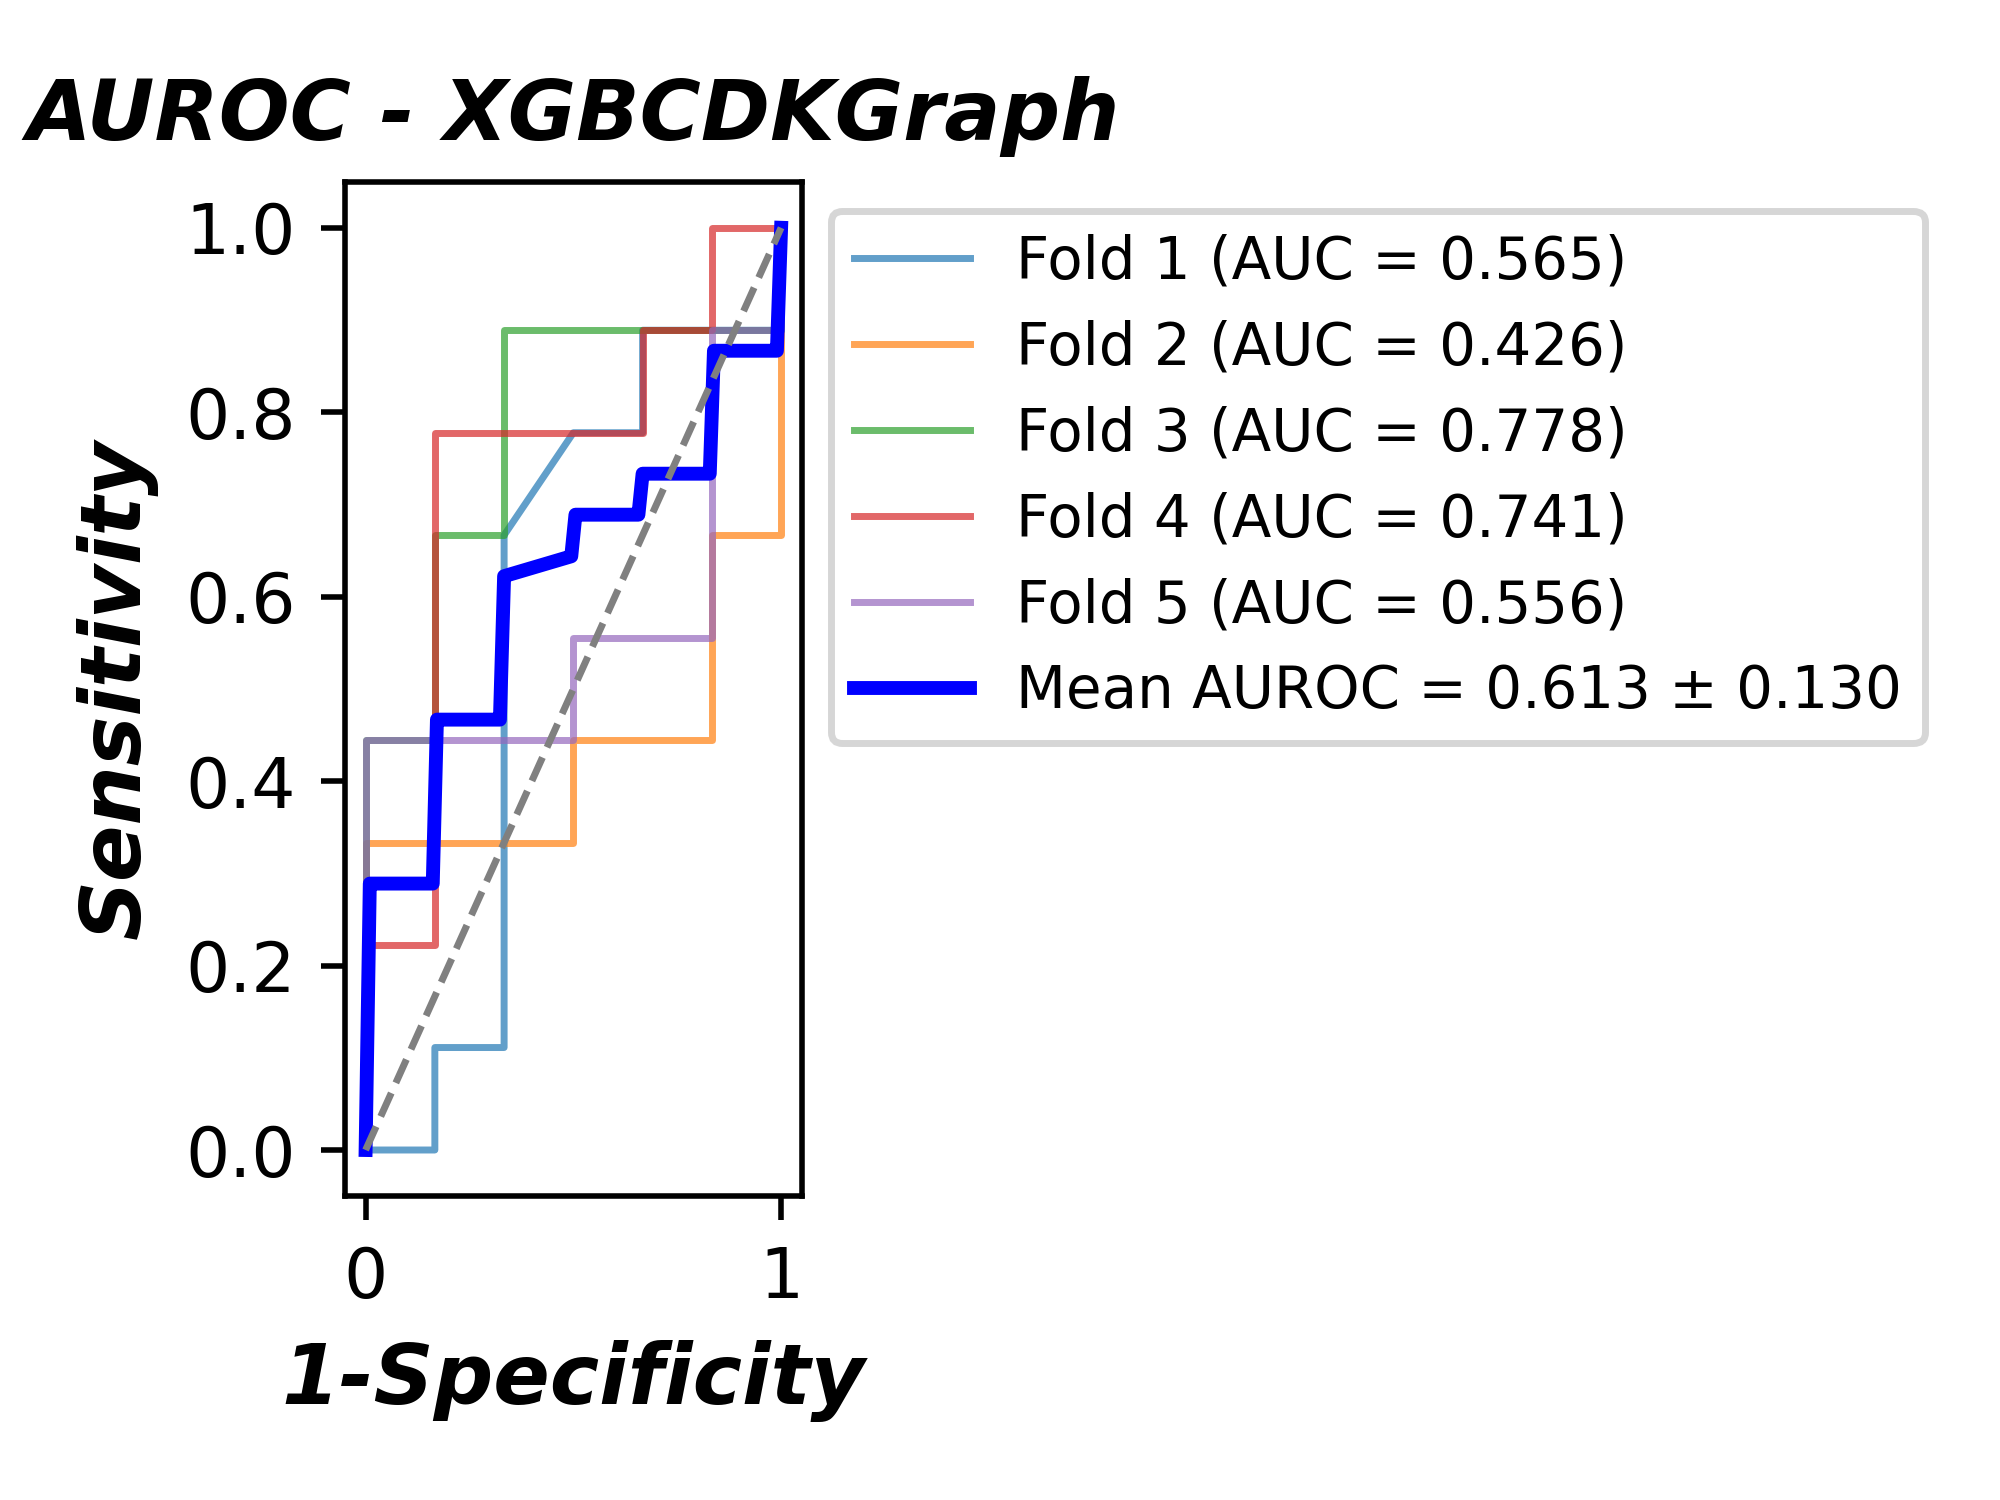 AUROC - XGBCDKGraph
1.0
0.8
0.6
0.4
0.2
0.0
Sensitivity
0 1
1-Specificity
Fold 1 (AUC = 0.565)
Fold 2 (AUC = 0.426)
Fold 3 (AUC = 0.778)
Fold 4 (AUC = 0.741)
Fold 5 (AUC = 0.556)
Mean AUROC = 0.613 ± 0.130